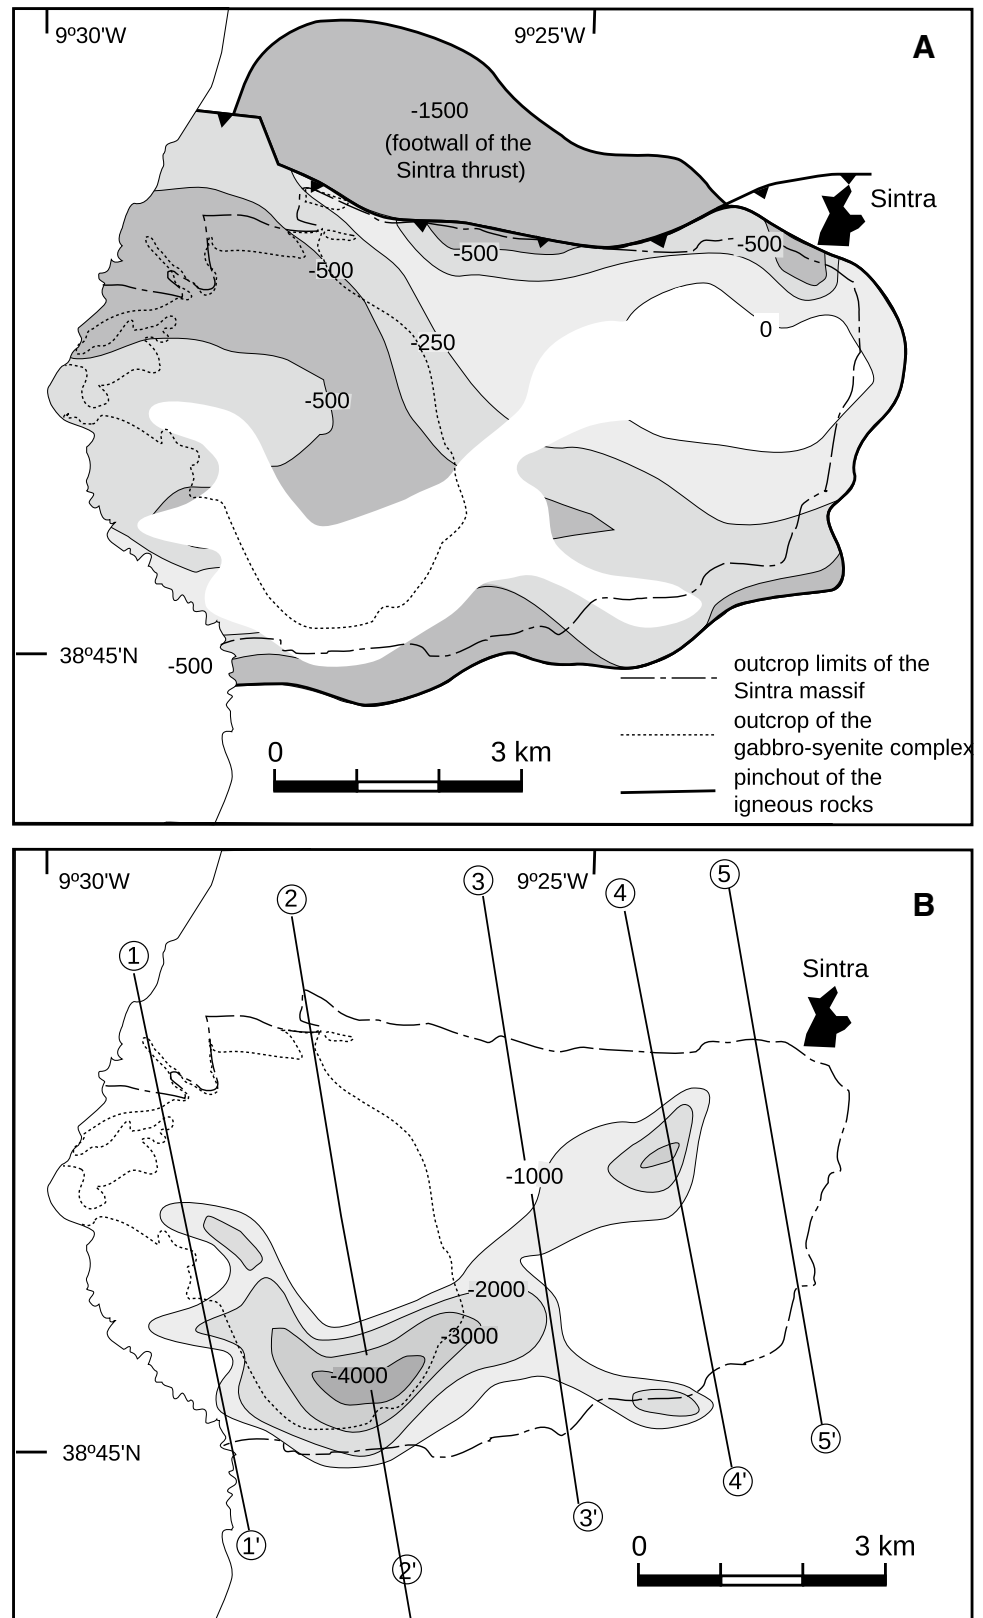 9º30'W
9º25'W
A
-1500
(footwall of the
Sintra thrust)
Sintra
-500
-500
-500
0
-250
-500
38º45'N
-500
outcrop limits of the
Sintra massif
outcrop of the
gabbro-syenite complex
pinchout of the
igneous rocks
0
3 km
9º30'W
2
3
9º25'W
4
5
B
1
Sintra
-1000
-2000
-3000
-4000
38º45'N
5'
4'
3'
1'
2'
0
3 km